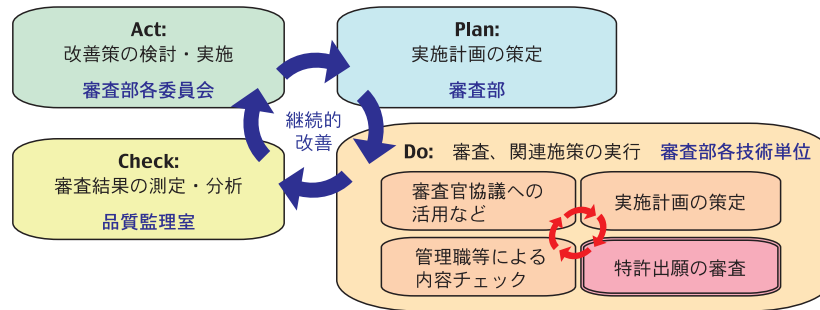 Act:
改善策の検討・実施
審査部各委員会
Plan:
実施計画の策定
審査部
継続的
改善
Check:
審査結果の測定・分析
品質監理室
Do: 審査、関連施策の実行 審査部各技術単位
審査官協議への
活用など
実施計画の策定
管理職等による
内容チェック
特許出願の審査